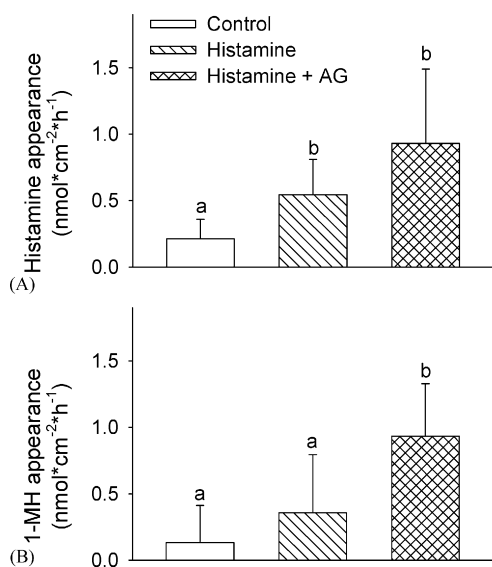 Control
Histamine
Histamine + AG
Histamine appearance
(nmol*cm⁻²*h⁻¹)
1.5
1.0
0.5
0.0
a
b
b
(A)
1-MH appearance
(nmol*cm⁻²*h⁻¹)
1.5
1.0
0.5
0.0
a
a
b
(B)